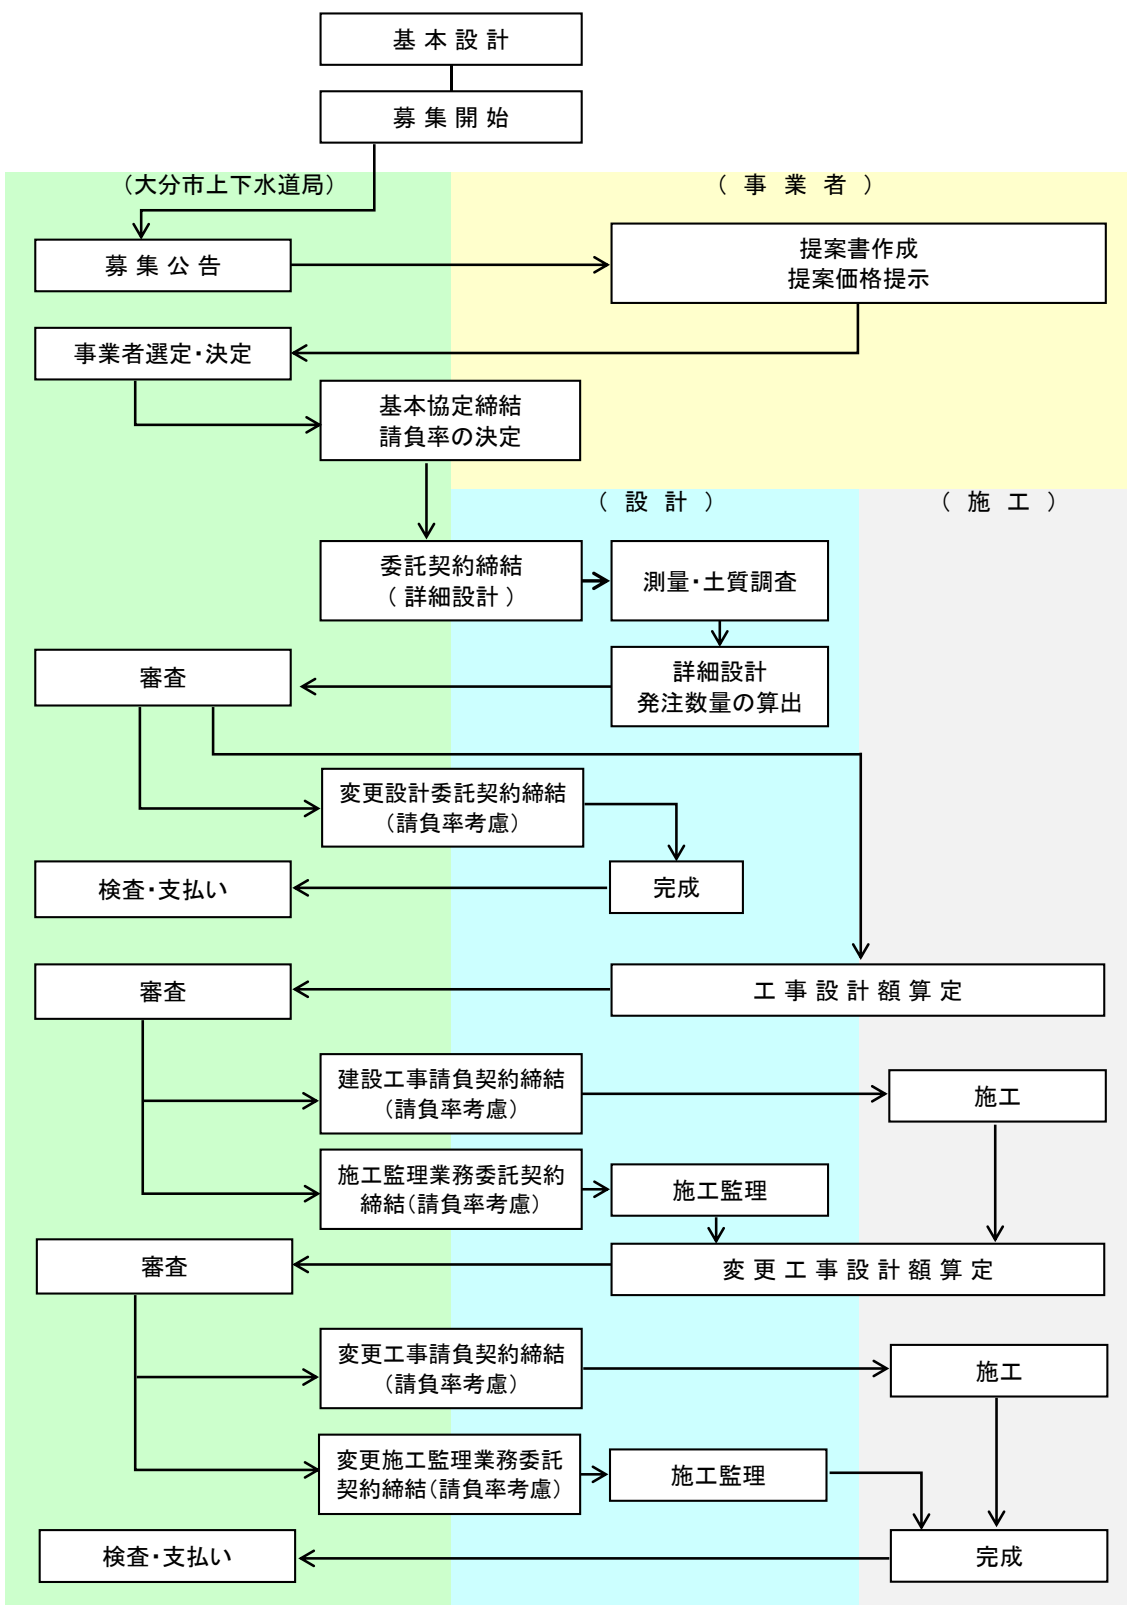 基本設計
募集開始
（大分市上下水道局）
（事業者）
募集公告
提案書作成
提案価格提示
事業者選定・決定
基本協定締結
請負率の決定
（設計）
（施工）
委託契約締結
（詳細設計）
測量・土質調査
審査
詳細設計
発注数量の算出
変更設計委託契約締結
（請負率考慮）
検査・支払い
完成
審査
工事設計額算定
建設工事請負契約締結
（請負率考慮）
施工
施工監理業務委託契約
締結（請負率考慮）
施工監理
審査
変更工事設計額算定
変更工事請負契約締結
（請負率考慮）
施工
変更施工監理業務委託
契約締結（請負率考慮）
施工監理
検査・支払い
完成